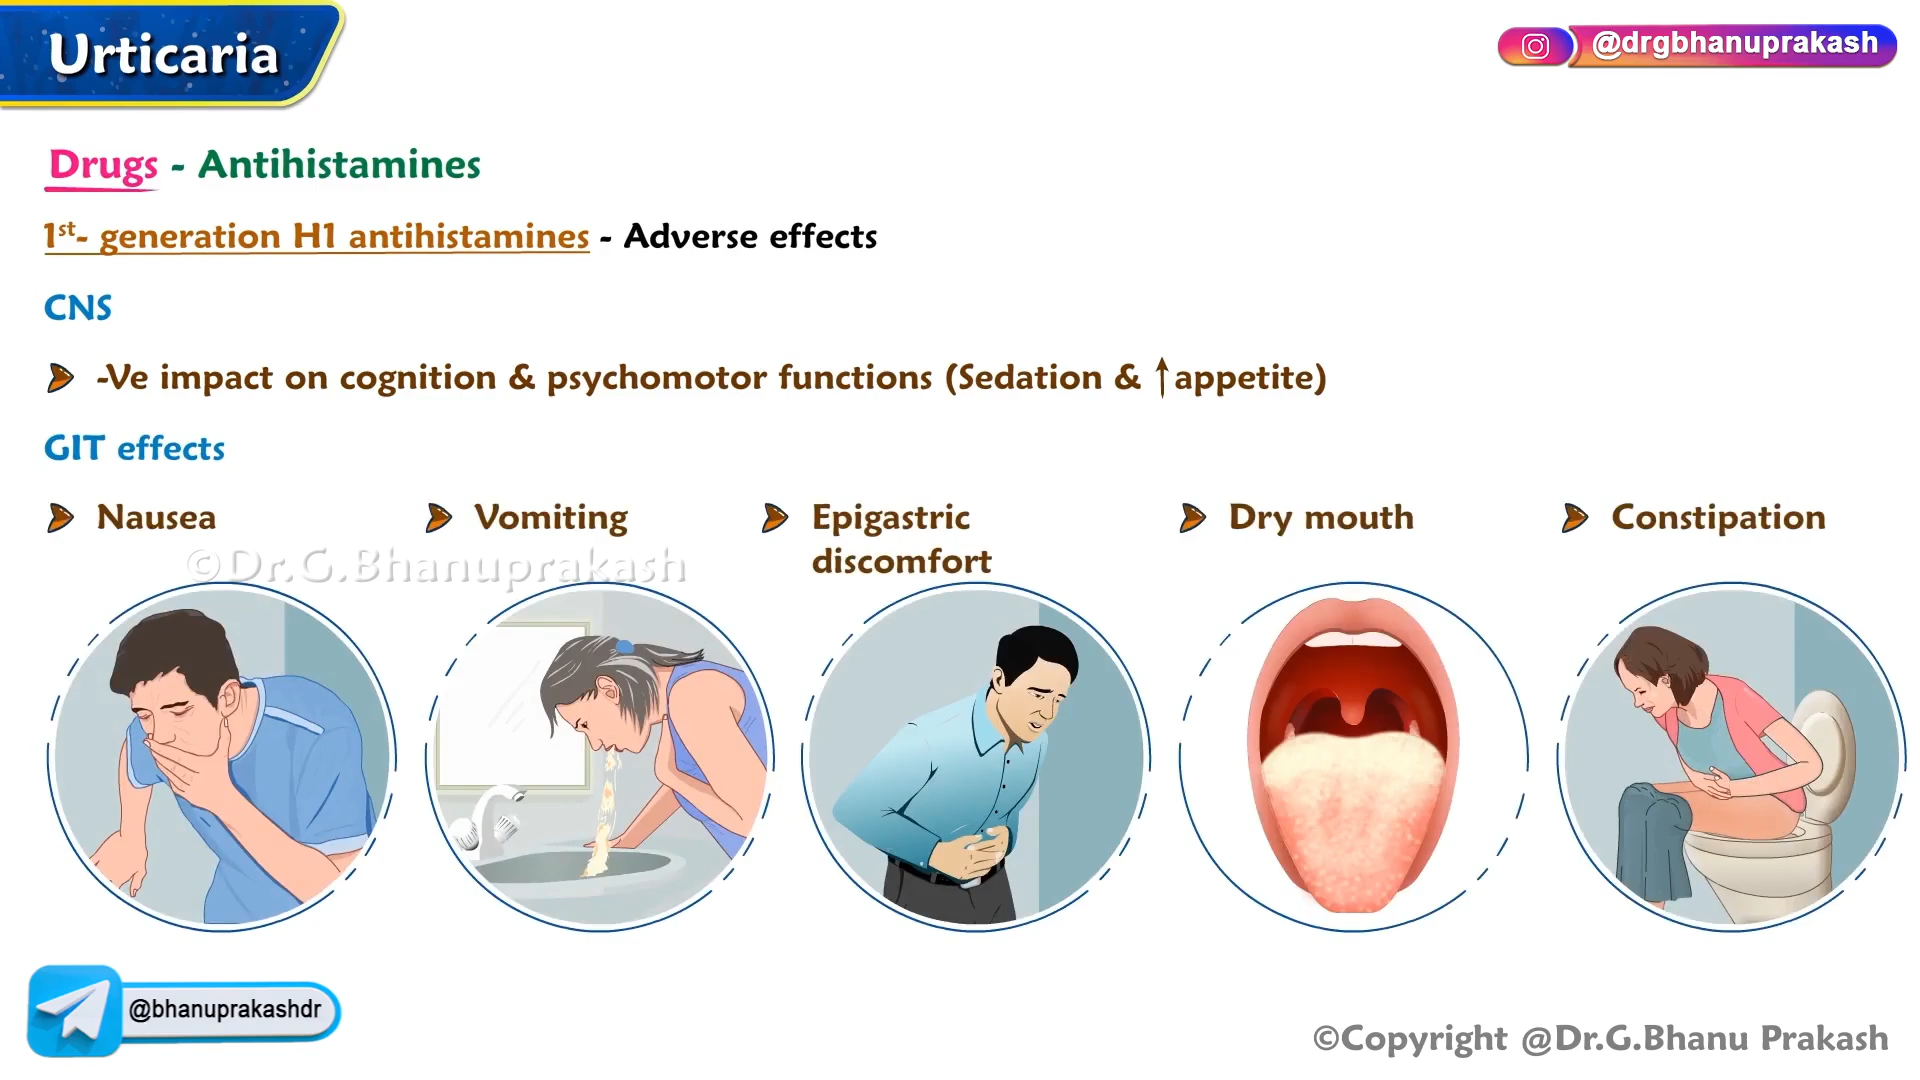 Urticaria
@drgbhanuprakash
Drugs - Antihistamines
1st- generation H1 antihistamines - Adverse effects
CNS
-Ve impact on cognition & psychomotor functions (Sedation & ↑appetite)
GIT effects
Nausea
Vomiting
Epigastric
discomfort
Dry mouth
Constipation
©Dr.G.Bhanuprakash
@bhanuprakashdr
©Copyright @Dr.G.Bhanu Prakash